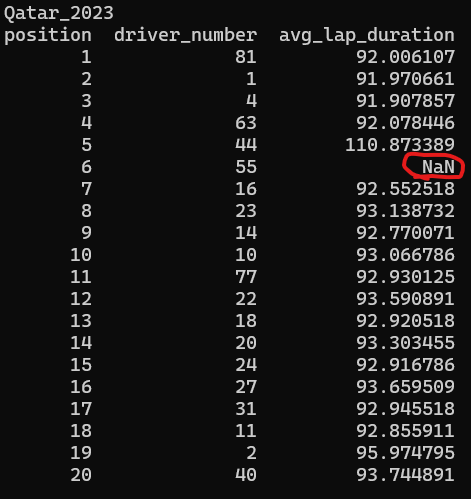 Qatar_2023
position driver_number avg_lap_duration
1 81 92.006107
2 1 91.970661
3 4 91.907857
4 63 92.078446
5 44 110.873389
6 55 NaN
7 16 92.552518
8 23 93.138732
9 14 92.770071
10 10 93.066786
11 77 92.930125
12 22 93.590891
13 18 92.920518
14 20 93.303455
15 24 92.916786
16 27 93.659509
17 31 92.945518
18 11 92.855911
19 2 95.974795
20 40 93.744891